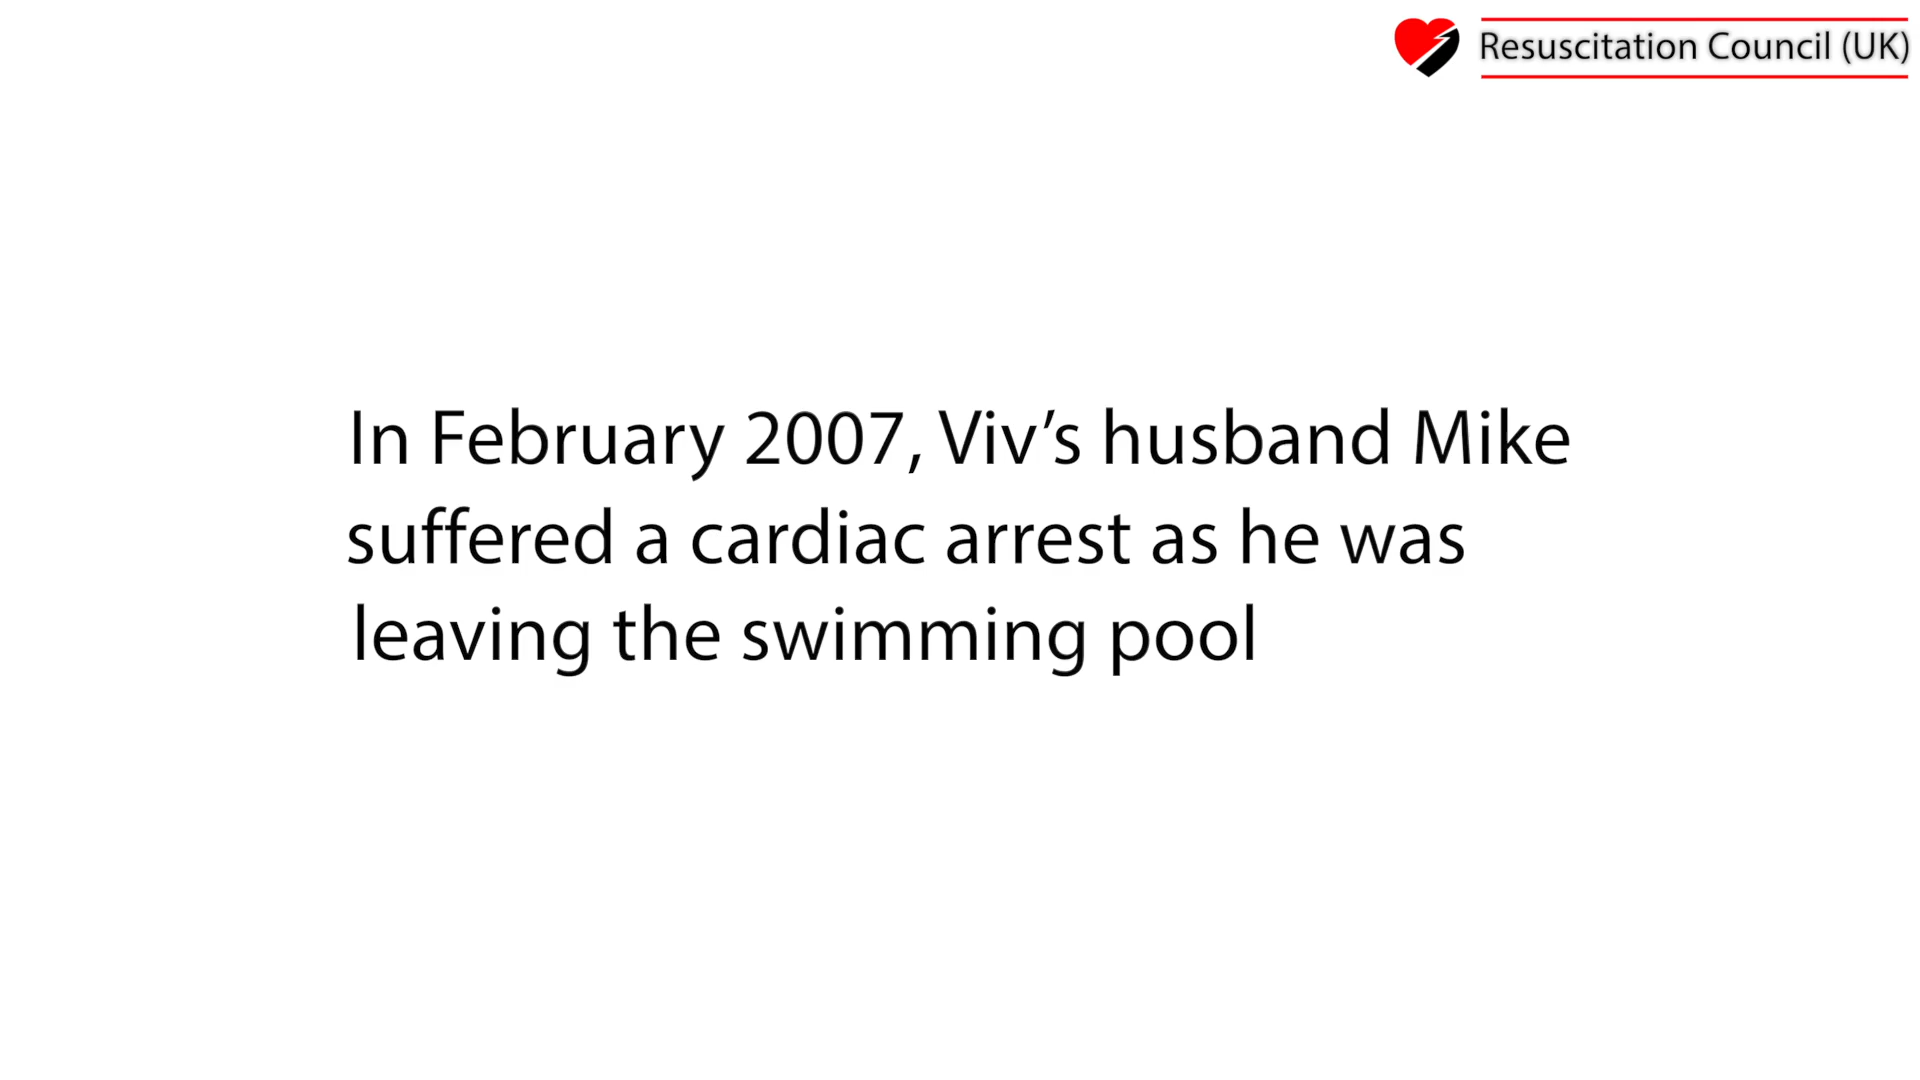 Resuscitation Council (UK)
In February 2007, Viv’s husband Mike
suffered a cardiac arrest as he was
leaving the swimming pool